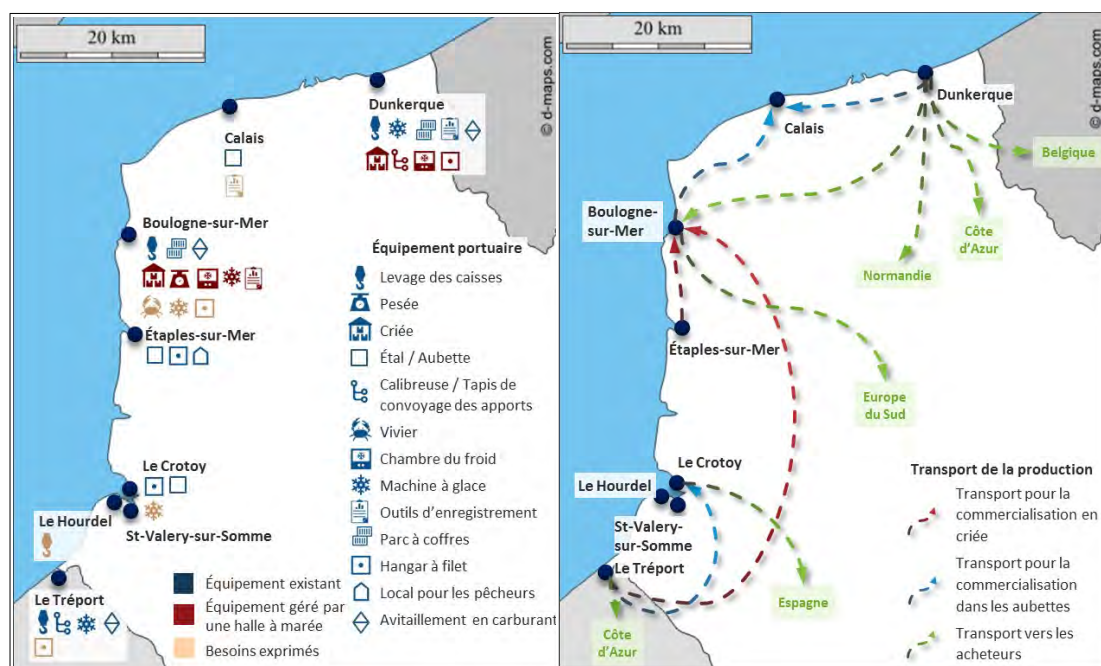 20 km
© d-maps.com
Dunkerque
Calais
Boulogne-sur-Mer
Étaples-sur-Mer
Le Crotoy
Le Hourdel
St-Valery-sur-Somme
Le Tréport
Équipement portuaire
Levage des caisses
Pesée
Criée
Étal / Aubette
Calibreuse / Tapis de
convoyage des apports
Vivier
Chambre du froid
Machine à glace
Outils d'enregistrement
Parc à coffres
Hangar à filet
Local pour les pêcheurs
Avitaillement en carburant
Équipement existant
Équipement géré par
une halle à marée
Besoins exprimés
20 km
© d-maps.com
Dunkerque
Calais
Belgique
Boulogne-
sur-Mer
Côte
d'Azur
Normandie
Étaples-sur-Mer
Europe
du Sud
Le Crotoy
Le Hourdel
St-Valery-
sur-Somme
Le Tréport
Espagne
Côte
d'Azur
Transport de la production
Transport pour la
commercialisation en
criée
Transport pour la
commercialisation
dans les aubettes
Transport vers les
acheteurs